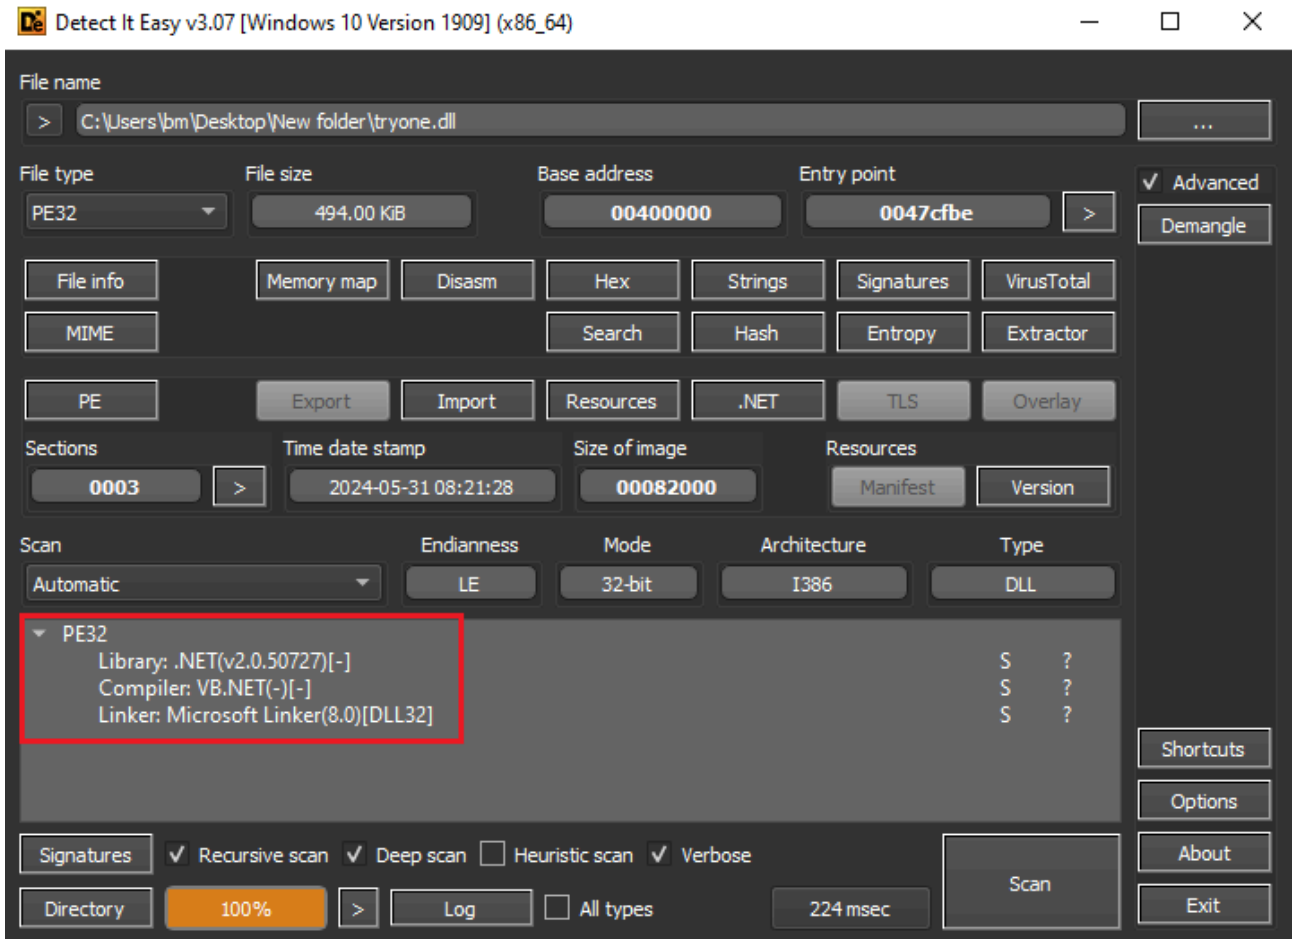 Detect It Easy v3.07 [Windows 10 Version 1909] (x86_64)
File name
> C:\Users\bm\Desktop\New folder\tryone.dll ...
File type File size Base address Entry point
Advanced
PE32 494.00 KiB 00400000 0047cfbe >
Demangle
File info Memory map Disasm Hex Strings Signatures VirusTotal
MIME Search Hash Entropy Extractor
PE Export Import Resources .NET TLS Overlay
Sections Time date stamp Size of image Resources
0003 > 2024-05-31 08:21:28 00082000 Manifest Version
Scan Endianness Mode Architecture Type
Automatic LE 32-bit I386 DLL
PE32
Library: .NET(v2.0.50727)[-] S ?
Compiler: VB.NET(-)[-] S ?
Linker: Microsoft Linker(8.0)[DLL32] S ?
Shortcuts
Options
Signatures Recursive scan Deep scan Heuristic scan Verbose
About
Scan
Directory 100% > Log All types 224 msec
Exit